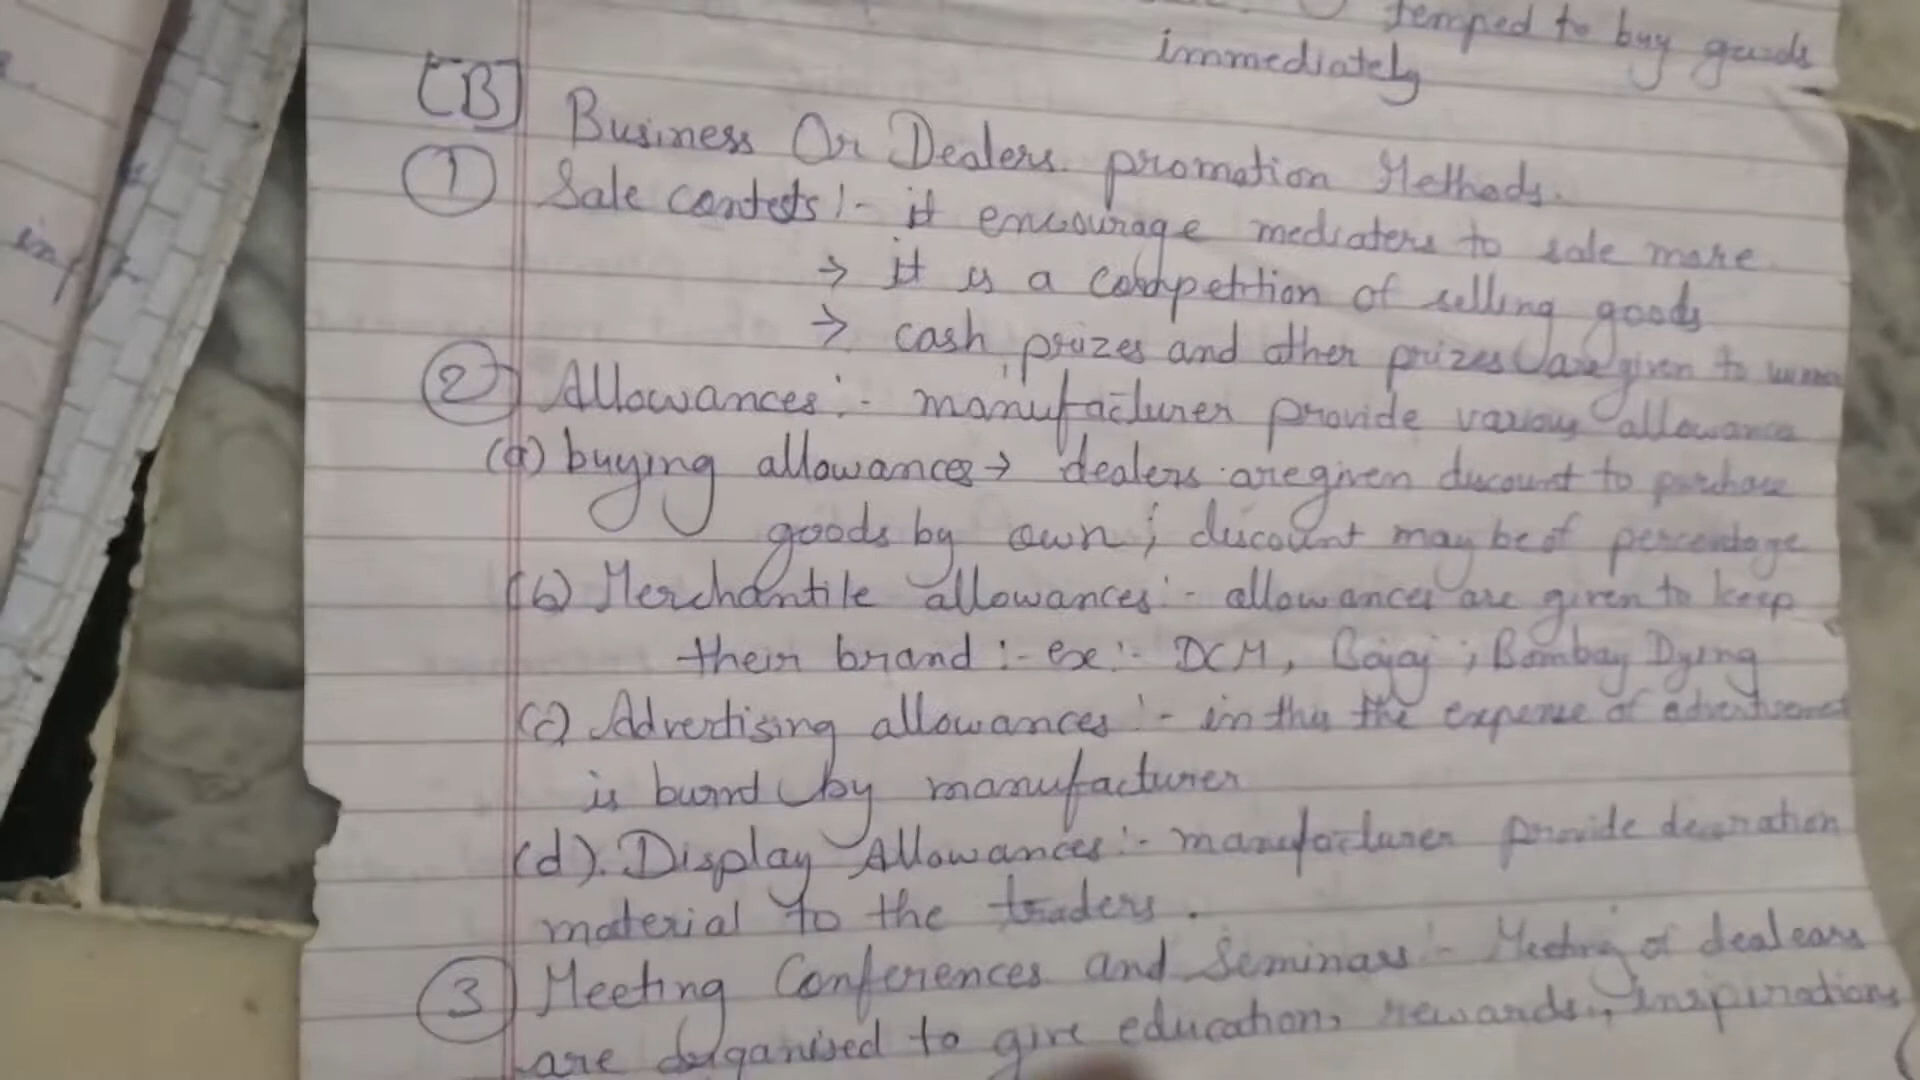 temped to buy goods
immediately
[B] Business Or Dealers promotion Methods.
① Sale contests :- it encourage mediaters to sale more
→ it is a competition of selling goods
→ cash prizes and other prizes are given to
② Allowances :- manufacturer provide various allowance
(a) buying allowances → dealers are given discount to purchase
goods by own ; discount may be of percentage
(b) Merchantile allowances :- allowances are given to keep
their brand :- ex :- DCM, Bajaj ; Bombay Dying
(c) Advertising allowances :- in this the expense of advertisement
is burnd by manufacturer
(d). Display Allowances :- manufacturer provide decoration
material to the traders.
③ Meeting Conferences and Seminars :- Meeting of dealears
are organised to give education, rewards, inspirations